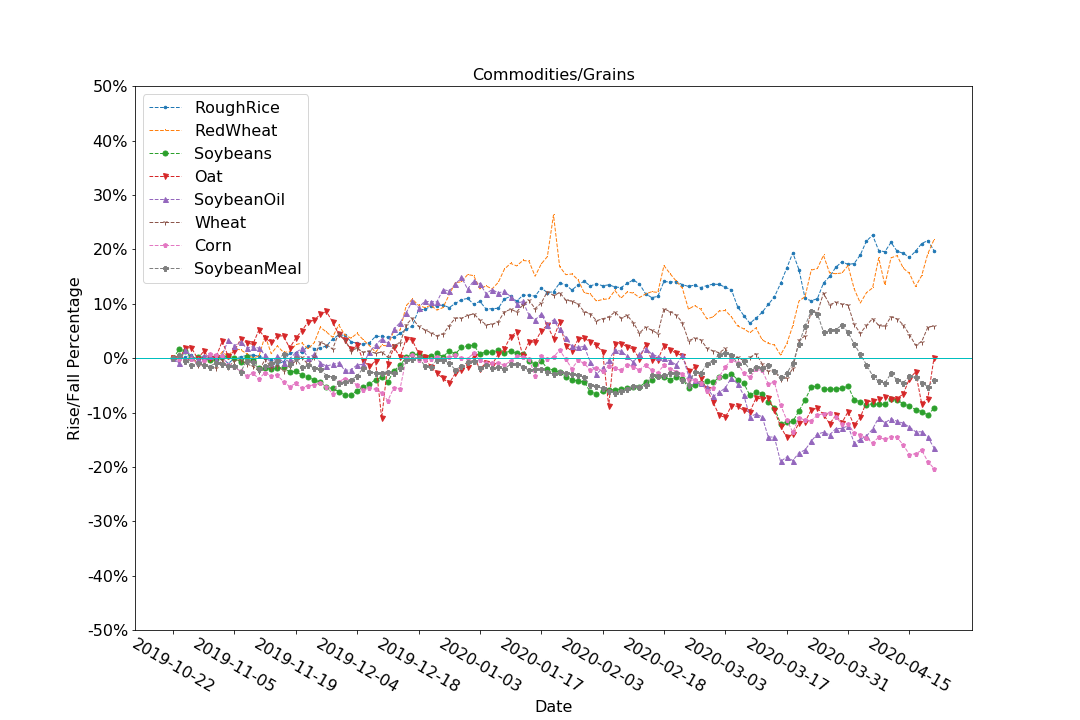 Commodities/Grains
50%
40%
30%
20%
10%
0%
-10%
-20%
-30%
-40%
-50%
Rise/Fall Percentage
RoughRice
RedWheat
Soybeans
Oat
SoybeanOil
Wheat
Corn
SoybeanMeal
2019-10-22
2019-11-05
2019-11-19
2019-12-04
2019-12-18
2020-01-03
2020-01-17
2020-02-03
2020-02-18
2020-03-03
2020-03-17
2020-03-31
2020-04-15
Date